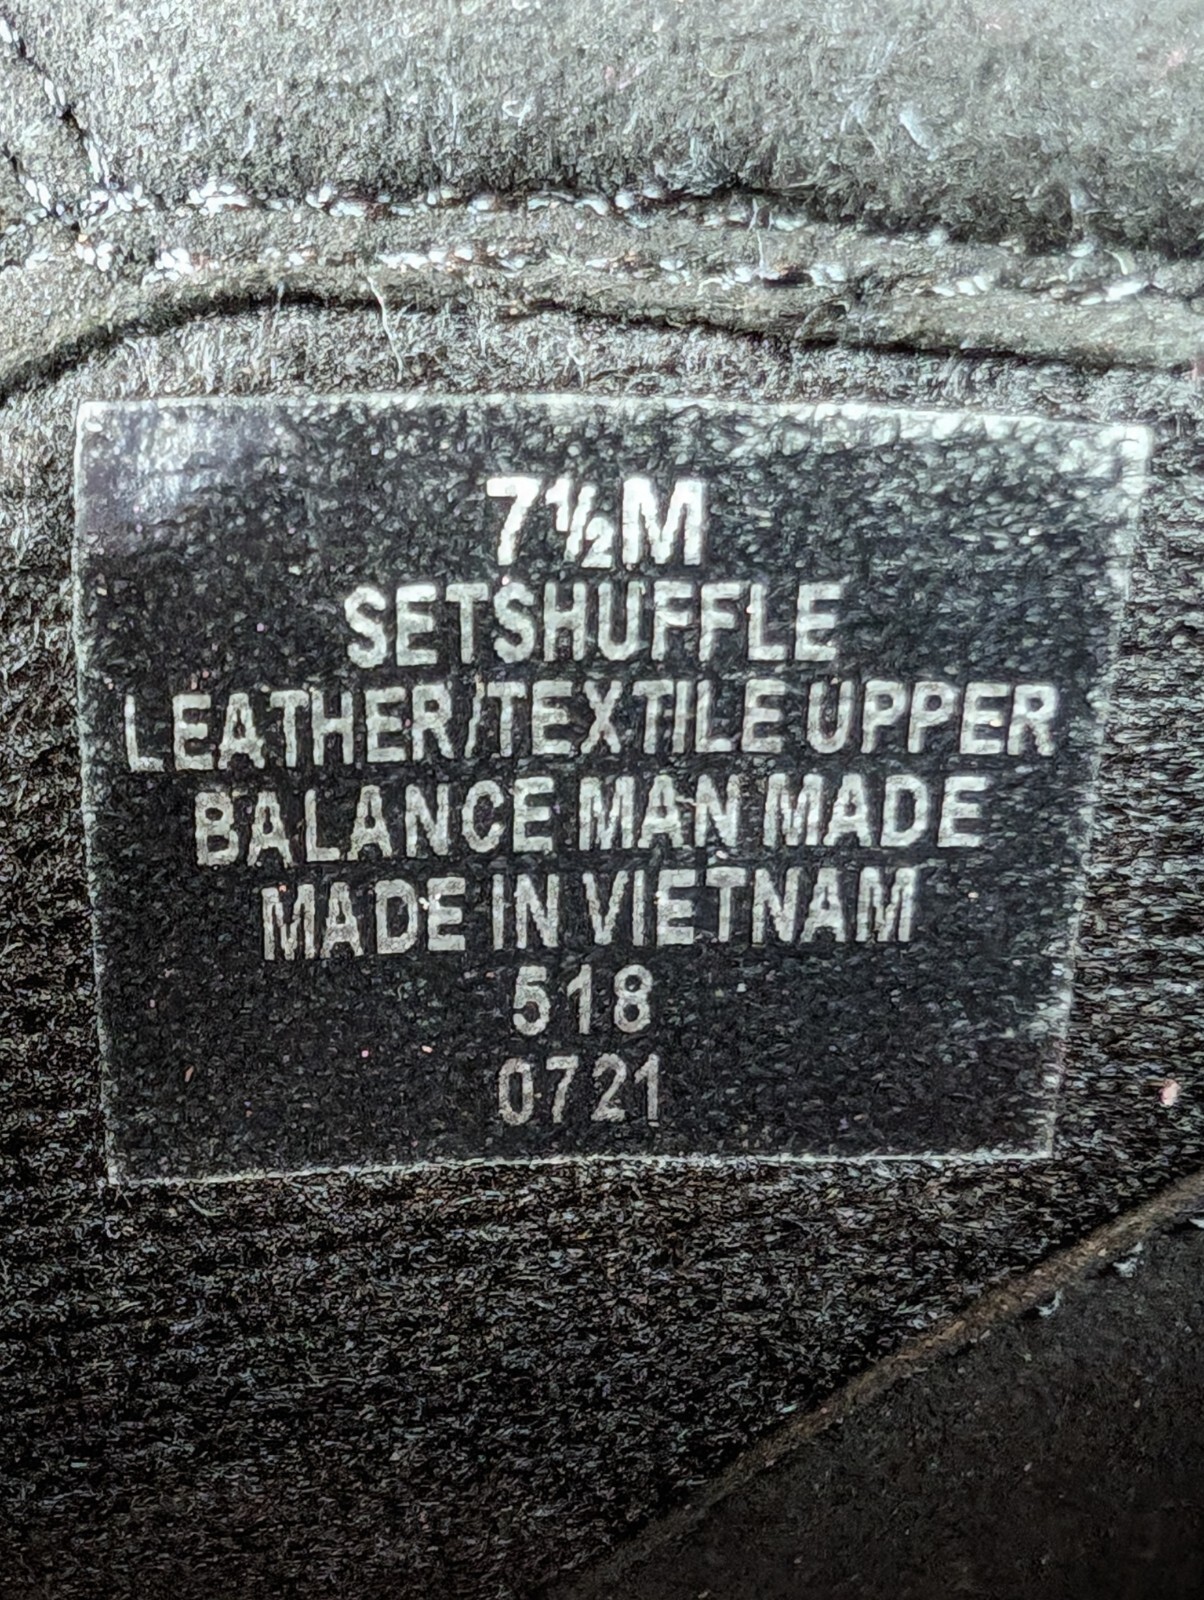 7½M
SETSHUFFLE
LEATHER/TEXTILE UPPER
BALANCE MAN MADE
MADE IN VIETNAM
518
0721